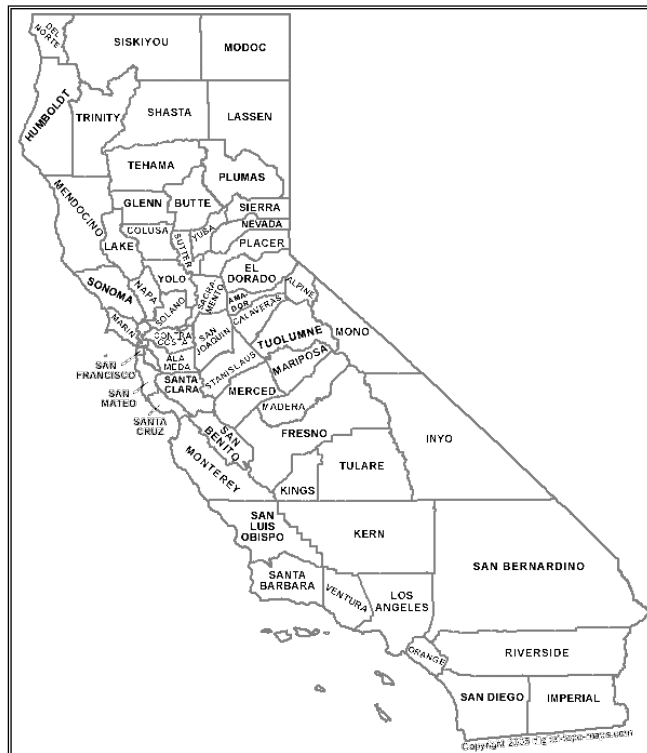 DEL
NORTE
SISKIYOU
MODOC
HUMBOLDT
TRINITY
SHASTA
LASSEN
TEHAMA
PLUMAS
MENDOCINO
GLENN
BUTTE
SIERRA
NEVADA
LAKE
COLUSA
SUTTER
YUBA
PLACER
SONOMA
NAPA
YOLO
EL
DORADO
ALPINE
SOLANO
SACRA-
MENTO
AMA-
DOR
CALAVERAS
MARIN
CONTRA
COSTA
SAN
JOAQUIN
TUOLUMNE
MONO
SAN
FRANCISCO
ALA
MEDA
STANISLAUS
MARIPOSA
SAN
MATEO
SANTA
CLARA
MERCED
MADERA
SANTA
CRUZ
SAN
BENITO
FRESNO
INYO
MONTEREY
KINGS
TULARE
SAN
LUIS
OBISPO
KERN
SAN BERNARDINO
SANTA
BARBARA
VENTURA
LOS
ANGELES
ORANGE
RIVERSIDE
SAN DIEGO
IMPERIAL
Copyright